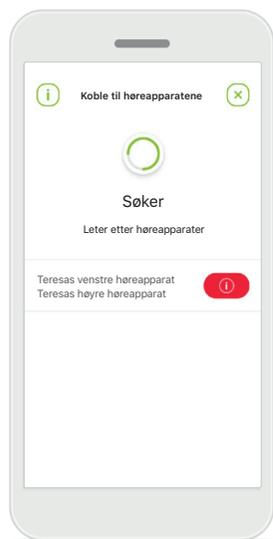 Koble til høreapparatene
Søker
Leter etter høreapparater
Teresas venstre høreapparat
Teresas høyre høreapparat